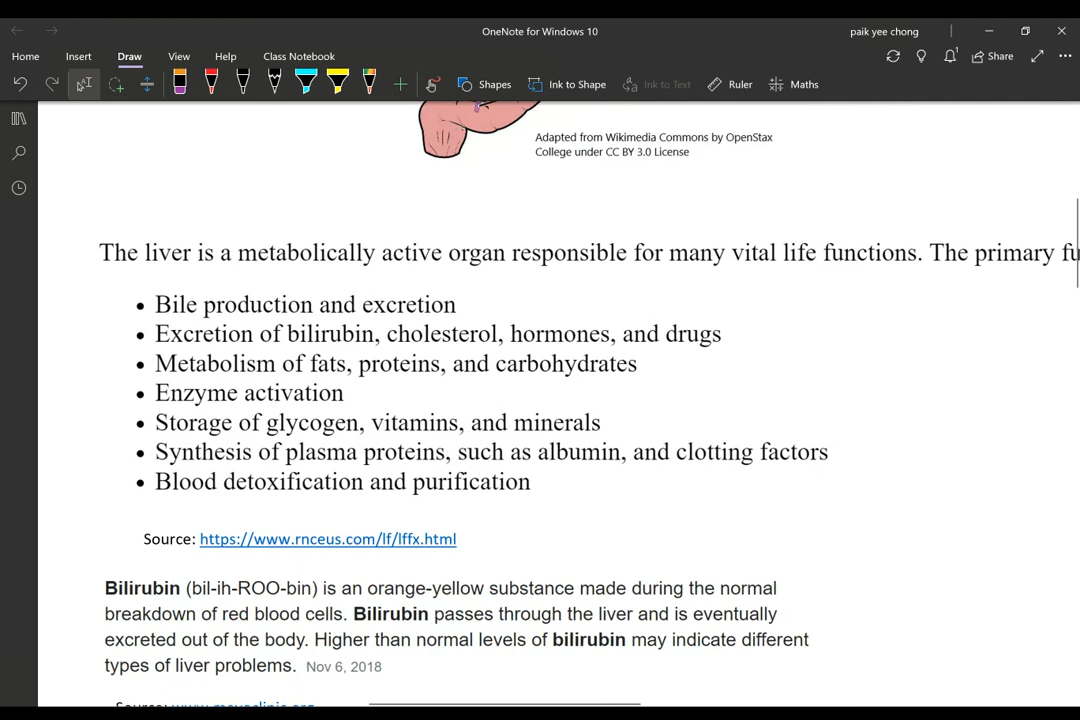 OneNote for Windows 10
paik yee chong
Home Insert Draw View Help Class Notebook
1
Share
Shapes
Ink to Shape
Ink to Text
Ruler
Maths
Adapted from Wikimedia Commons by OpenStax
College under CC BY 3.0 License
The liver is a metabolically active organ responsible for many vital life functions. The primary fu
• Bile production and excretion
• Excretion of bilirubin, cholesterol, hormones, and drugs
• Metabolism of fats, proteins, and carbohydrates
• Enzyme activation
• Storage of glycogen, vitamins, and minerals
• Synthesis of plasma proteins, such as albumin, and clotting factors
• Blood detoxification and purification
Source: https://www.rnceus.com/lf/lffx.html
Bilirubin (bil-ih-ROO-bin) is an orange-yellow substance made during the normal
breakdown of red blood cells. Bilirubin passes through the liver and is eventually
excreted out of the body. Higher than normal levels of bilirubin may indicate different
types of liver problems. Nov 6, 2018
Source: www.mayoclinic.org